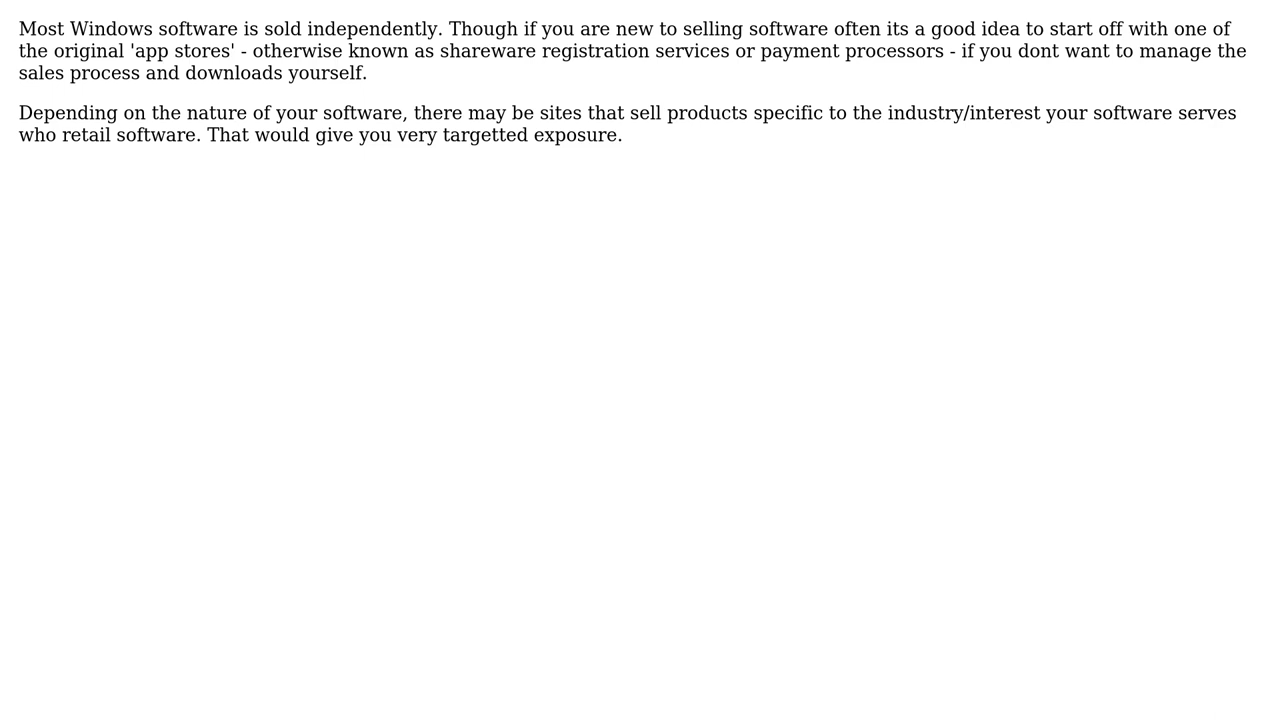 Most Windows software is sold independently. Though if you are new to selling software often its a good idea to start off with one of
the original 'app stores' - otherwise known as shareware registration services or payment processors - if you dont want to manage the
sales process and downloads yourself.
Depending on the nature of your software, there may be sites that sell products specific to the industry/interest your software serves
who retail software. That would give you very targetted exposure.